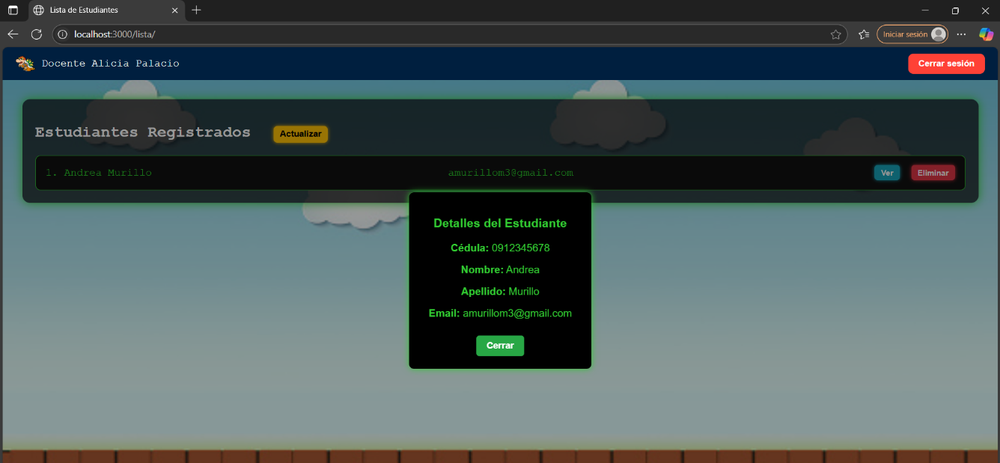 Lista de Estudiantes
localhost:3000/lista/
Iniciar sesión
Docente Alicia Palacio
Cerrar sesión
Estudiantes Registrados
Actualizar
1. Andrea Murillo
amurillom3@gmail.com
Ver
Eliminar
Detalles del Estudiante
Cédula: 0912345678
Nombre: Andrea
Apellido: Murillo
Email: amurillom3@gmail.com
Cerrar